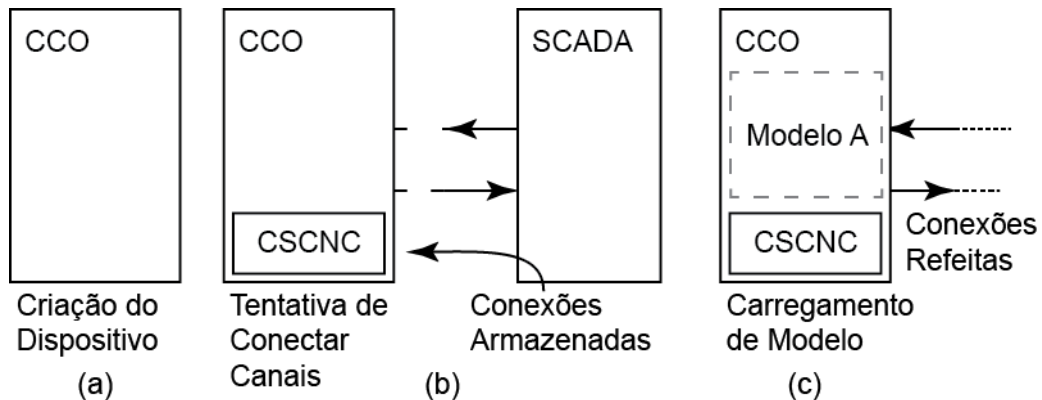 CCO
Criação do
Dispositivo
(a)
CCO
SCADA
CSCNC
Tentativa de
Conectar
Canais
Conexões
Armazenadas
(b)
CCO
Modelo A
CSCNC
Conexões
Refeitas
Carregamento
de Modelo
(c)